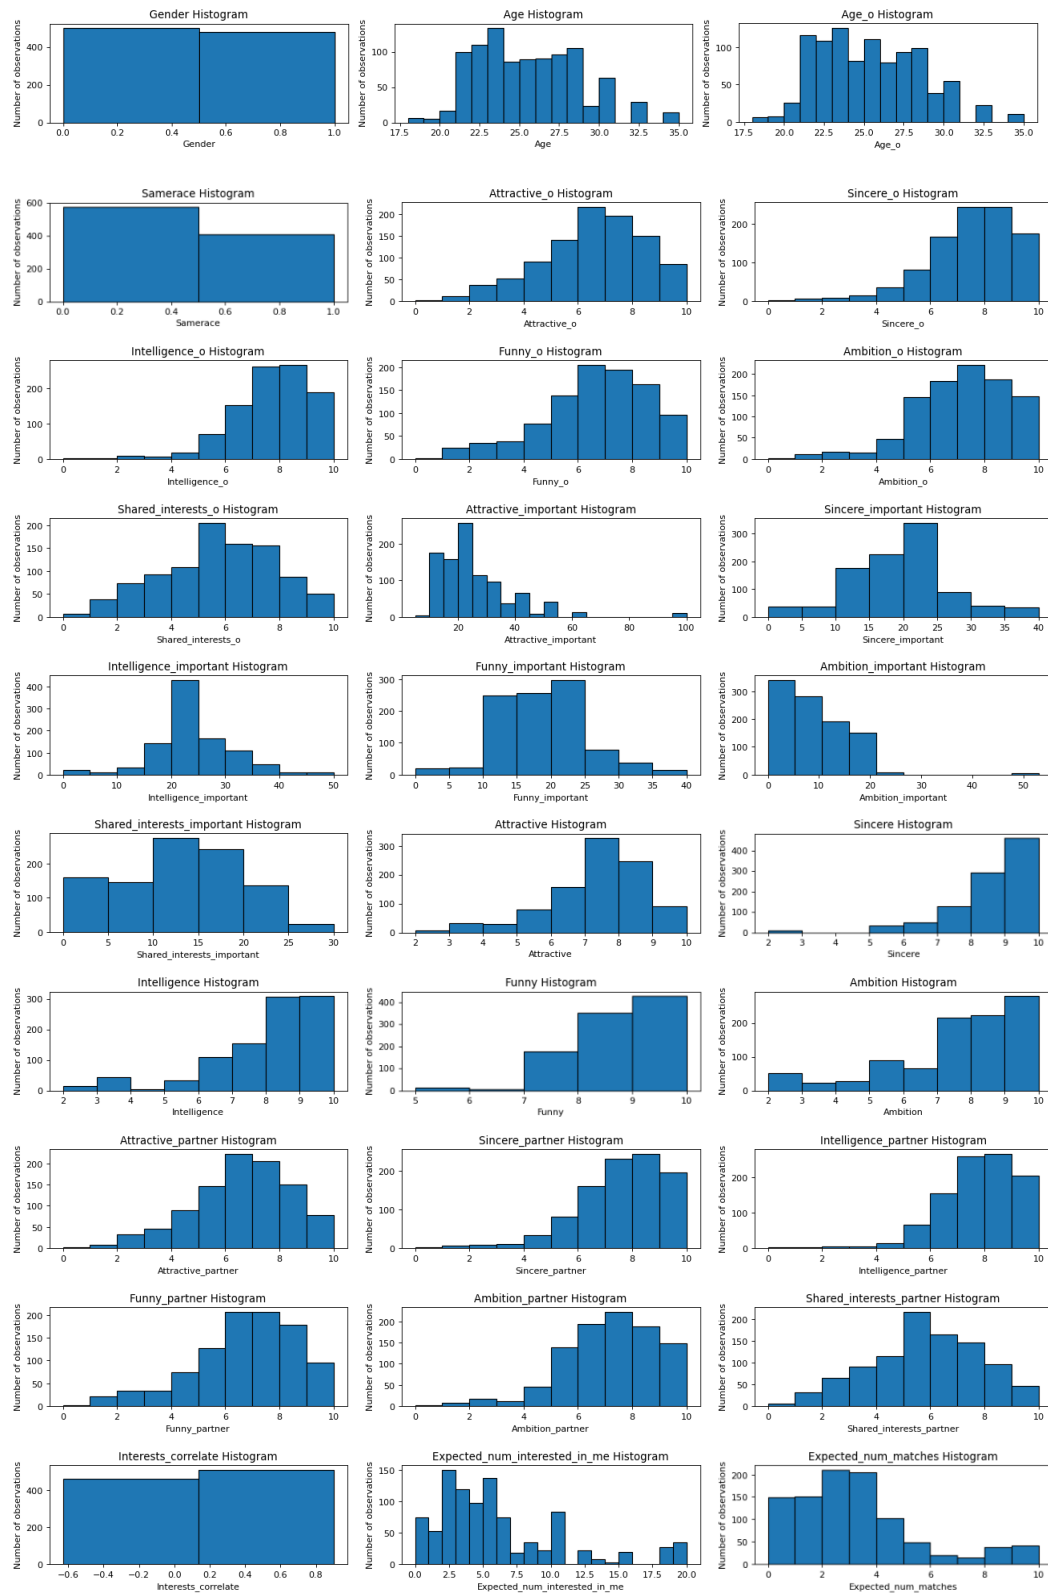 Gender Histogram
Number of observations
400
200
0
0.0 0.2 0.4 0.6 0.8 1.0
Gender
Age Histogram
Number of observations
100
50
0
17.5 20.0 22.5 25.0 27.5 30.0 32.5 35.0
Age
Age_o Histogram
Number of observations
100
50
0
17.5 20.0 22.5 25.0 27.5 30.0 32.5 35.0
Age_o
Samerace Histogram
Number of observations
600
400
200
0
0.0 0.2 0.4 0.6 0.8 1.0
Samerace
Attractive_o Histogram
Number of observations
200
150
100
50
0
0 2 4 6 8 10
Attractive_o
Sincere_o Histogram
Number of observations
200
100
0
0 2 4 6 8 10
Sincere_o
Intelligence_o Histogram
Number of observations
200
100
0
0 2 4 6 8 10
Intelligence_o
Funny_o Histogram
Number of observations
200
150
100
50
0
0 2 4 6 8 10
Funny_o
Ambition_o Histogram
Number of observations
200
150
100
50
0
0 2 4 6 8 10
Ambition_o
Shared_interests_o Histogram
Number of observations
200
150
100
50
0
0 2 4 6 8 10
Shared_interests_o
Attractive_important Histogram
Number of observations
200
100
0
20 40 60 80 100
Attractive_important
Sincere_important Histogram
Number of observations
300
200
100
0
0 5 10 15 20 25 30 35 40
Sincere_important
Intelligence_important Histogram
Number of observations
400
300
200
100
0
0 10 20 30 40 50
Intelligence_important
Funny_important Histogram
Number of observations
300
200
100
0
0 5 10 15 20 25 30 35 40
Funny_important
Ambition_important Histogram
Number of observations
300
200
100
0
0 10 20 30 40 50
Ambition_important
Shared_interests_important Histogram
Number of observations
200
100
0
0 5 10 15 20 25 30
Shared_interests_important
Attractive Histogram
Number of observations
300
200
100
0
2 3 4 5 6 7 8 9 10
Attractive
Sincere Histogram
Number of observations
400
300
200
100
0
2 3 4 5 6 7 8 9 10
Sincere
Intelligence Histogram
Number of observations
300
200
100
0
2 3 4 5 6 7 8 9 10
Intelligence
Funny Histogram
Number of observations
400
300
200
100
0
5 6 7 8 9 10
Funny
Ambition Histogram
Number of observations
200
100
0
2 3 4 5 6 7 8 9 10
Ambition
Attractive_partner Histogram
Number of observations
200
150
100
50
0
0 2 4 6 8 10
Attractive_partner
Sincere_partner Histogram
Number of observations
200
150
100
50
0
0 2 4 6 8 10
Sincere_partner
Intelligence_partner Histogram
Number of observations
200
100
0
0 2 4 6 8 10
Intelligence_partner
Funny_partner Histogram
Number of observations
200
150
100
50
0
0 2 4 6 8 10
Funny_partner
Ambition_partner Histogram
Number of observations
200
150
100
50
0
0 2 4 6 8 10
Ambition_partner
Shared_interests_partner Histogram
Number of observations
200
150
100
50
0
0 2 4 6 8 10
Shared_interests_partner
Interests_correlate Histogram
Number of observations
400
200
0
−0.6 −0.4 −0.2 0.0 0.2 0.4 0.6 0.8
Interests_correlate
Expected_num_interested_in_me Histogram
Number of observations
150
100
50
0
0.0 2.5 5.0 7.5 10.0 12.5 15.0 17.5 20.0
Expected_num_interested_in_me
Expected_num_matches Histogram
Number of observations
200
150
100
50
0
0 2 4 6 8 10
Expected_num_matches